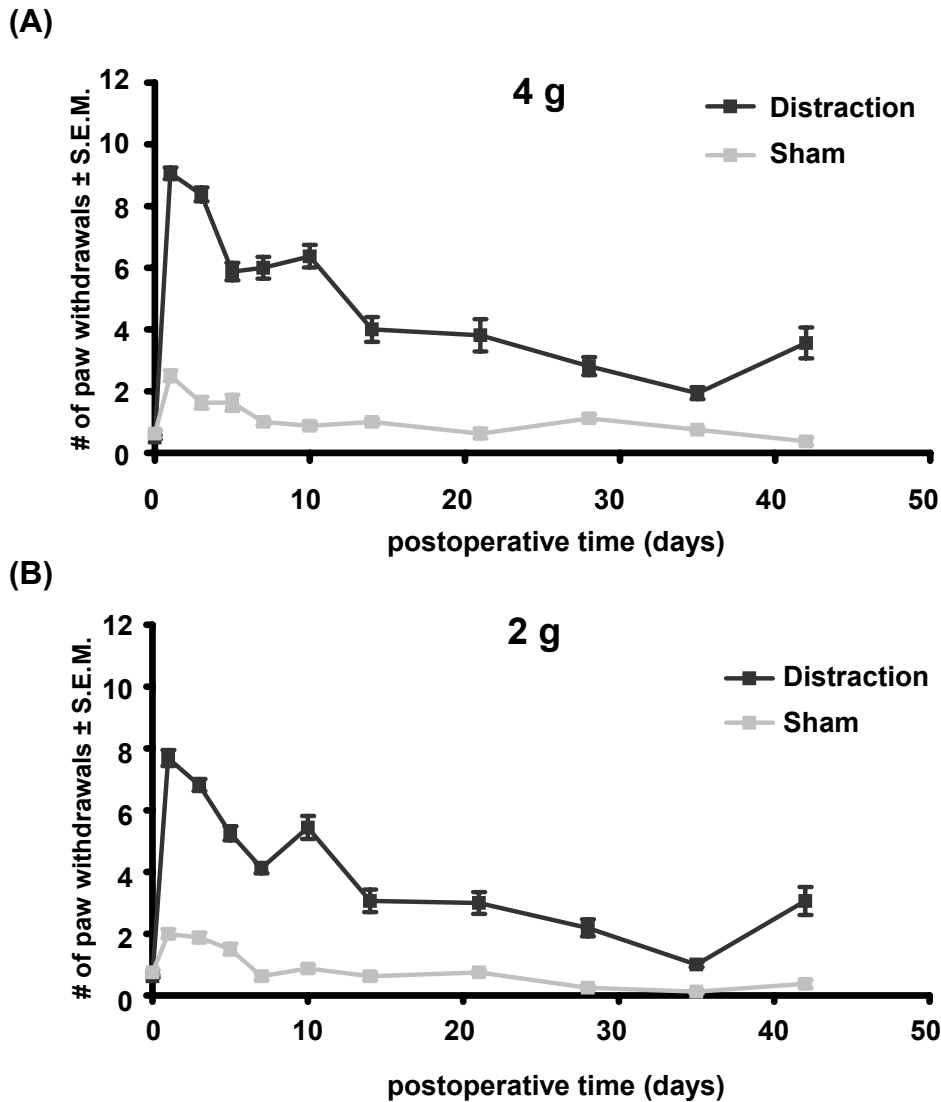 (A)
4 g
Distraction
Sham
# of paw withdrawals ± S.E.M.
12
10
8
6
4
2
0
0 10 20 30 40 50
postoperative time (days)
(B)
2 g
Distraction
Sham
# of paw withdrawals ± S.E.M.
12
10
8
6
4
2
0
0 10 20 30 40 50
postoperative time (days)